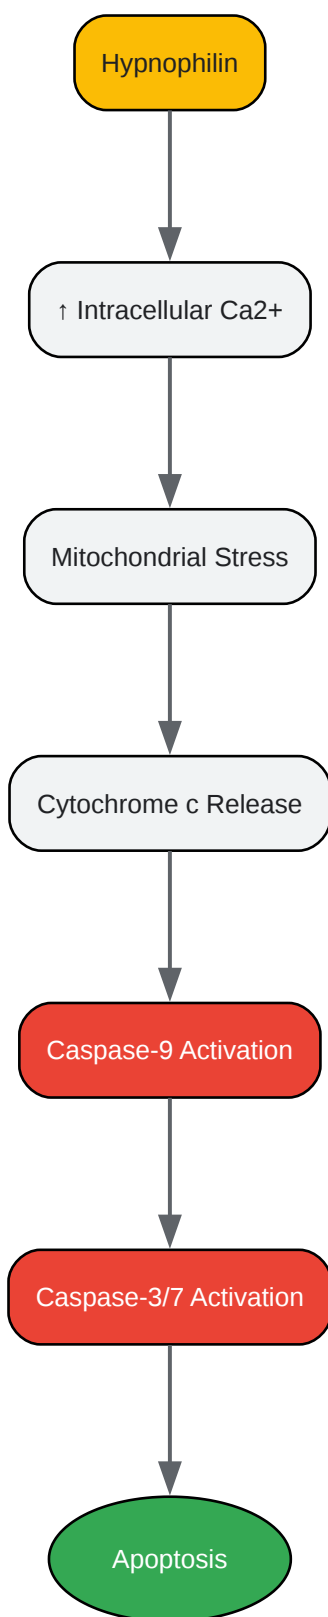 Hypnophilin
↑ Intracellular Ca2+
Mitochondrial Stress
Cytochrome c Release
Caspase-9 Activation
Caspase-3/7 Activation
Apoptosis